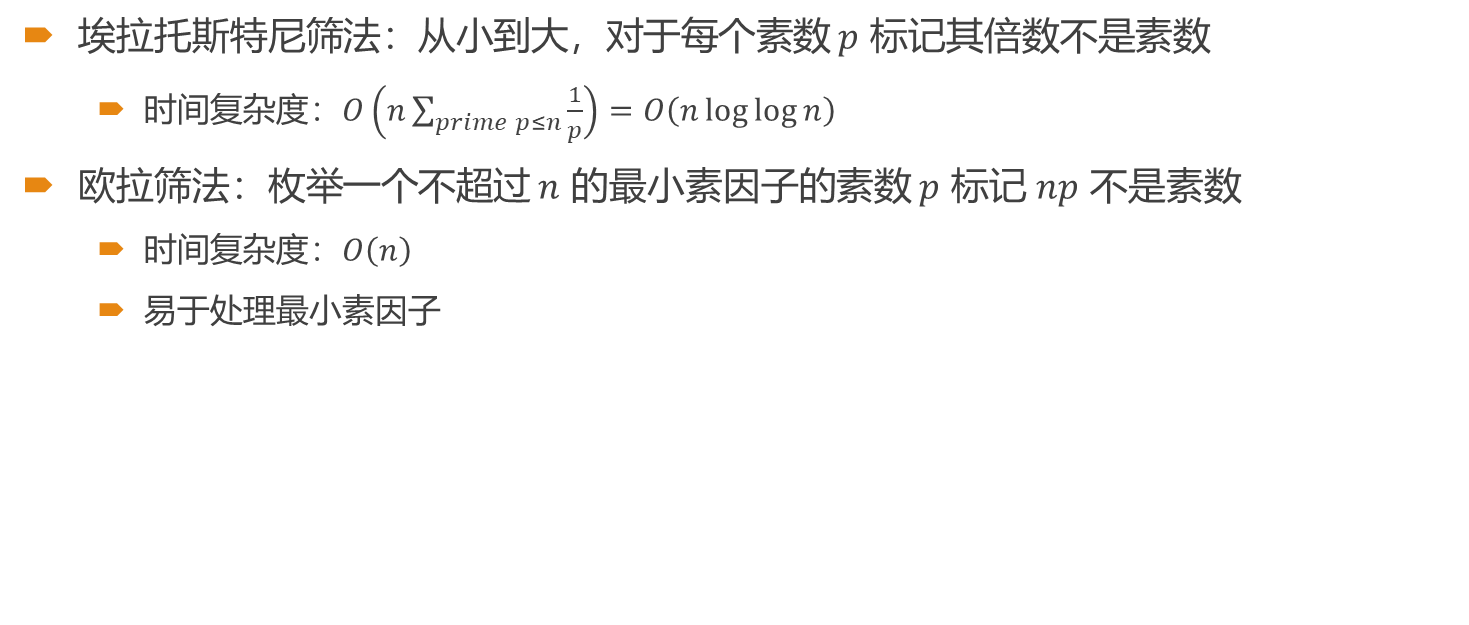 埃拉托斯特尼筛法：从小到大，对于每个素数 p 标记其倍数不是素数
时间复杂度：O(n ∑_{prime p≤n} 1/p) = O(n log log n)
欧拉筛法：枚举一个不超过 n 的最小素因子的素数 p 标记 np 不是素数
时间复杂度：O(n)
易于处理最小素因子